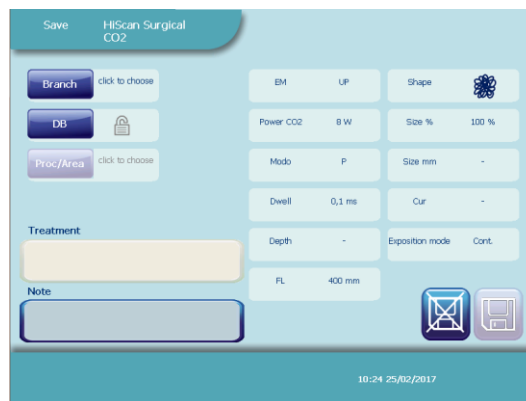 Save
HiScan Surgical
CO2
Branch click to choose
DB
Proc/Area click to choose
Treatment
Note
EM UP
Power CO2 8 W
Modo P
Dwell 0,1 ms
Depth -
FL 400 mm
Shape
Size % 100 %
Size mm -
Cur -
Exposition mode Cont.
10:24 25/02/2017